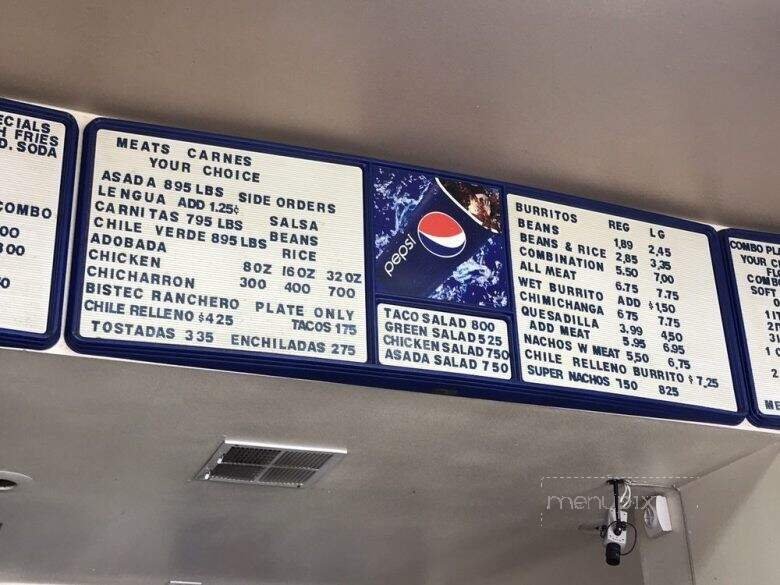 ECIALS
H FRIES
D. SODA
COMBO
00
300
MEATS CARNES
YOUR CHOICE
ASADA 895 LBS SIDE ORDERS
LENGUA ADD 1.25¢
CARNITAS 795 LBS SALSA
CHILE VERDE 895 LBS BEANS
ADOBADA RICE
CHICKEN 8OZ 16OZ 32OZ
CHICHARRON 300 400 700
BISTEC RANCHERO PLATE ONLY
CHILE RELLENO $425 TACOS 175
TOSTADAS 335 ENCHILADAS 275
pepsi
TACO SALAD 800
GREEN SALAD 525
CHICKEN SALAD 750
ASADA SALAD 750
BURRITOS REG LG
BEANS 1,89 2,45
BEANS & RICE 2,85 3,35
COMBINATION 5.50 7,00
ALL MEAT 6.75 7.75
WET BURRITO ADD $1,50
CHIMICHANGA 675 7.75
QUESADILLA 3.99 4,50
ADD MEAT 5.95 6.95
NACHOS W MEAT 5,50 6,75
CHILE RELLENO BURRITO $7,25
SUPER NACHOS 750 825
COMBO PL
YOUR C
COMB
SOFT
ME
menupix